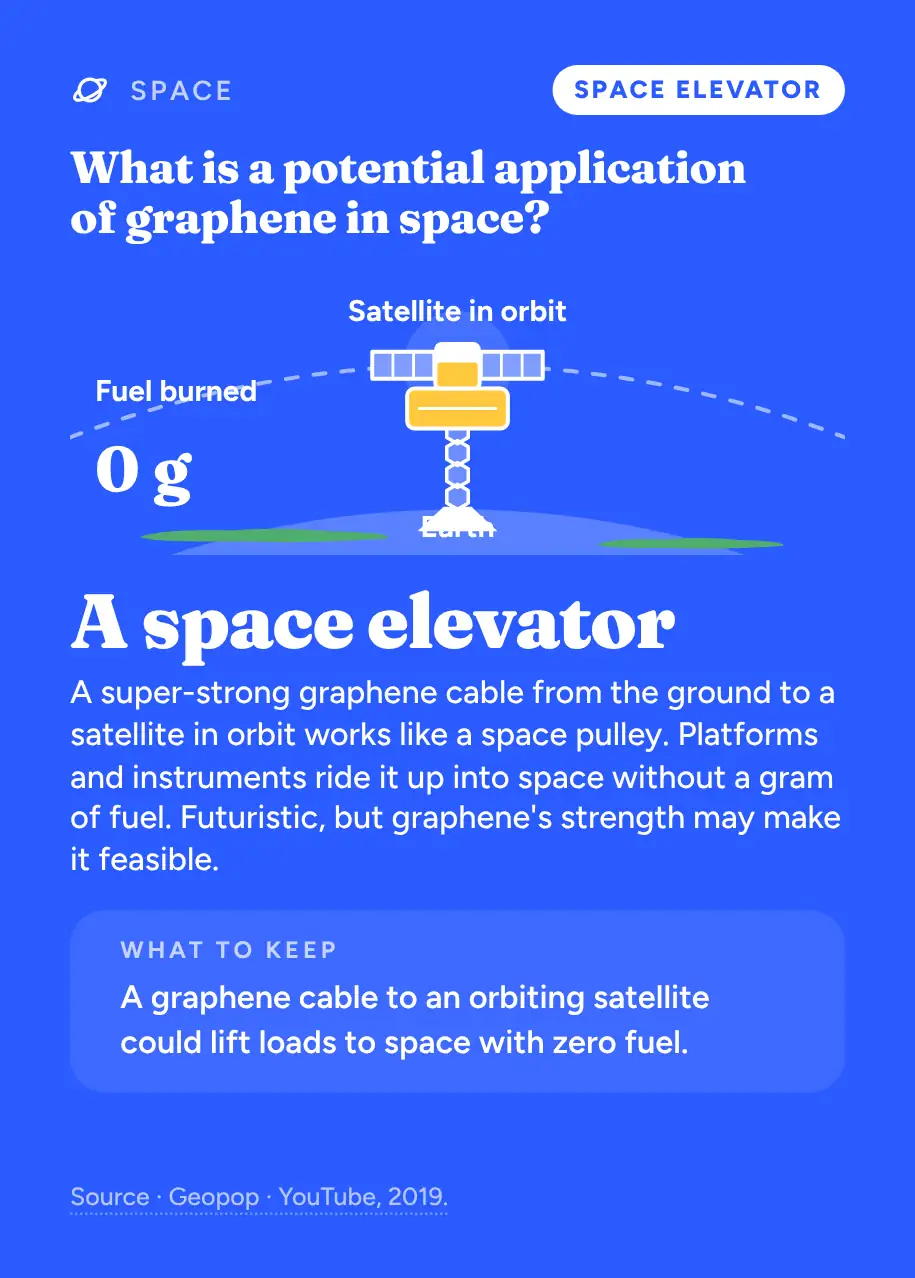 SPACE
SPACE ELEVATOR
What is a potential application
of graphene in space?
Satellite in orbit
Fuel burned
0 g
Earth
A space elevator
A super-strong graphene cable from the ground to a
satellite in orbit works like a space pulley. Platforms
and instruments ride it up into space without a gram
of fuel. Futuristic, but graphene's strength may make
it feasible.
WHAT TO KEEP
A graphene cable to an orbiting satellite
could lift loads to space with zero fuel.
Source · Geopop · YouTube, 2019.